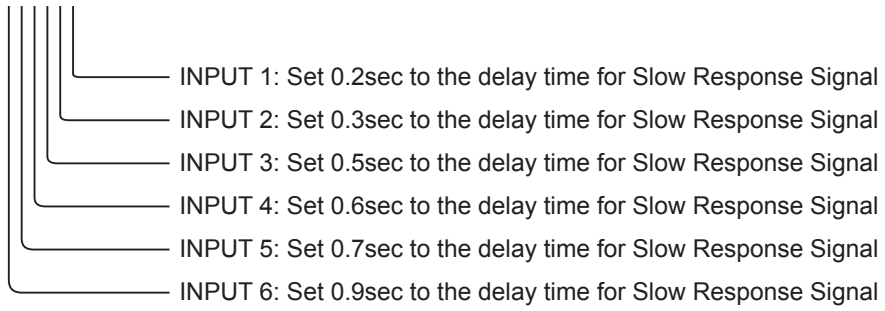 INPUT 1: Set 0.2sec to the delay time for Slow Response Signal
INPUT 2: Set 0.3sec to the delay time for Slow Response Signal
INPUT 3: Set 0.5sec to the delay time for Slow Response Signal
INPUT 4: Set 0.6sec to the delay time for Slow Response Signal
INPUT 5: Set 0.7sec to the delay time for Slow Response Signal
INPUT 6: Set 0.9sec to the delay time for Slow Response Signal